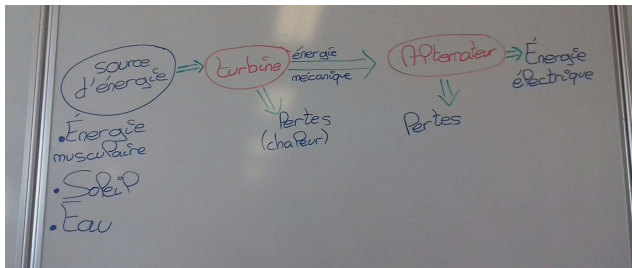 source
d'énergie
turbine
énergie
mécanique
Alternateur
Énergie
électrique
Pertes
(chaleur)
Pertes
• Énergie
musculaire
• Soleil
• Eau